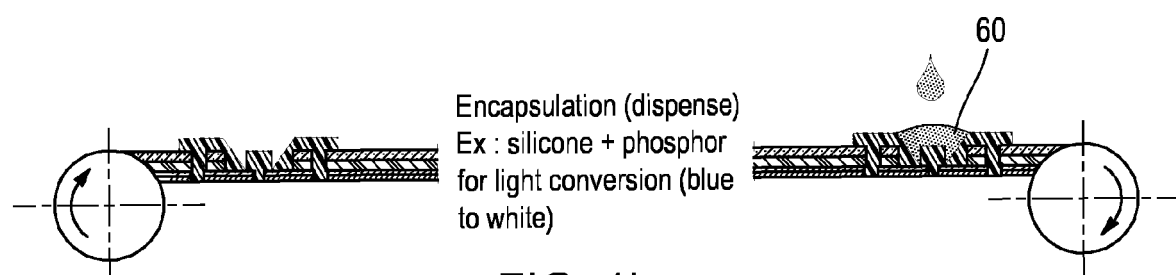 60
Encapsulation (dispense)
Ex : silicone + phosphor
for light conversion (blue
to white)